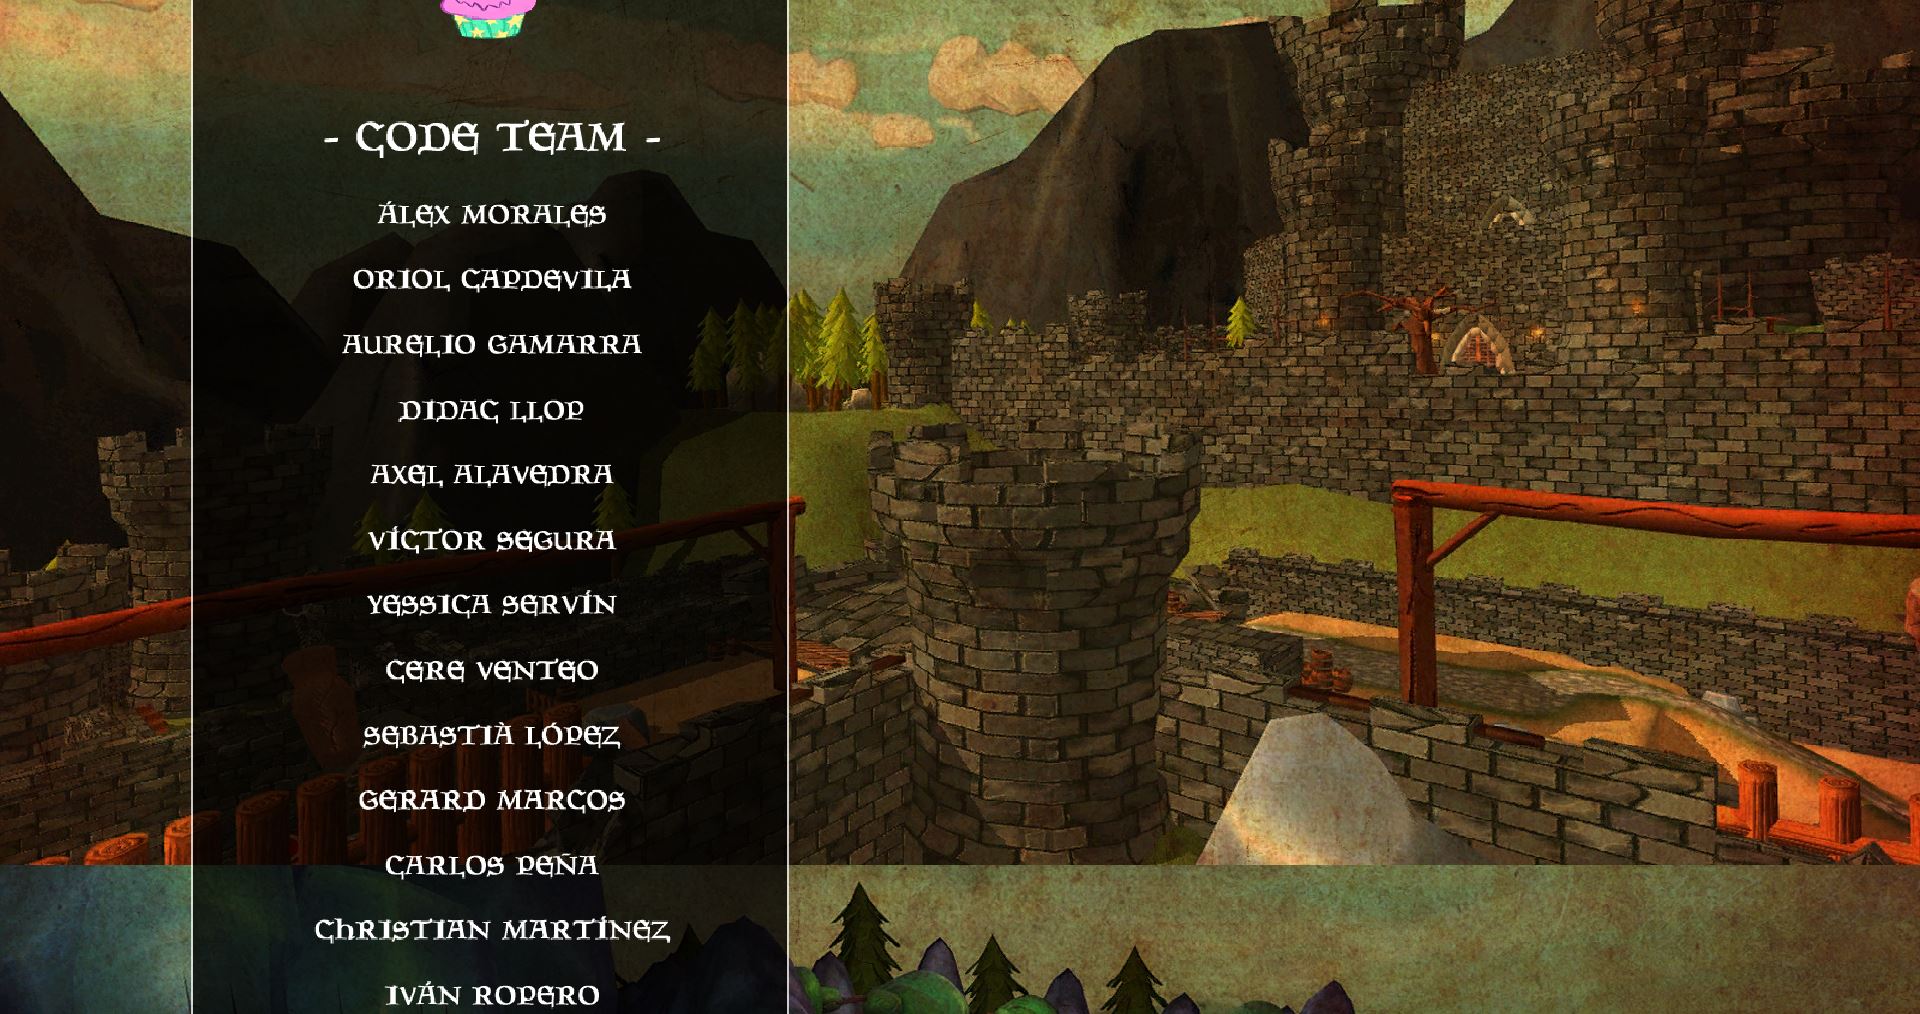 - CODE TEAM -
ÁLEX MORALES
ORIOL CAPDEVILA
AURELIO GAMARRA
DIDAC LLOP
AXEL ALAVEDRA
VÍCTOR SEGURA
YESSICA SERVÍN
CERE VENTEO
SEBASTIÀ LÓPEZ
GERARD MARCOS
CARLOS PEÑA
CHRISTIAN MARTÍNEZ
IVÁN ROPERO